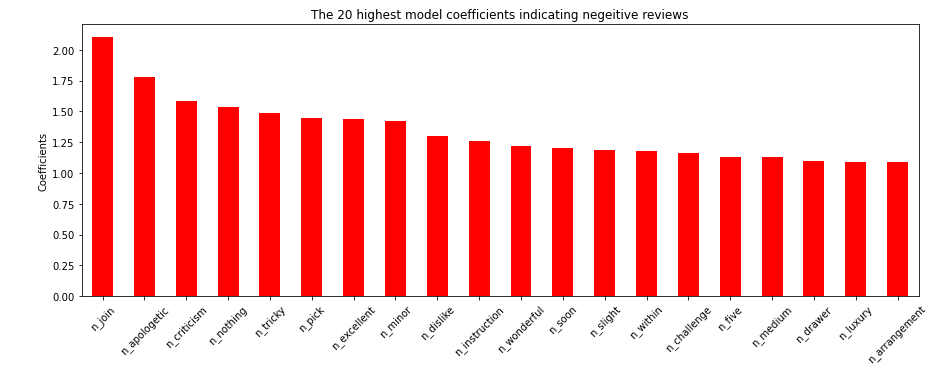 The 20 highest model coefficients indicating negeitive reviews
Coefficients
2.00
1.75
1.50
1.25
1.00
0.75
0.50
0.25
0.00
n_join
n_apologetic
n_criticism
n_nothing
n_tricky
n_pick
n_excellent
n_minor
n_dislike
n_instruction
n_wonderful
n_soon
n_slight
n_within
n_challenge
n_five
n_medium
n_drawer
n_luxury
n_arrangement